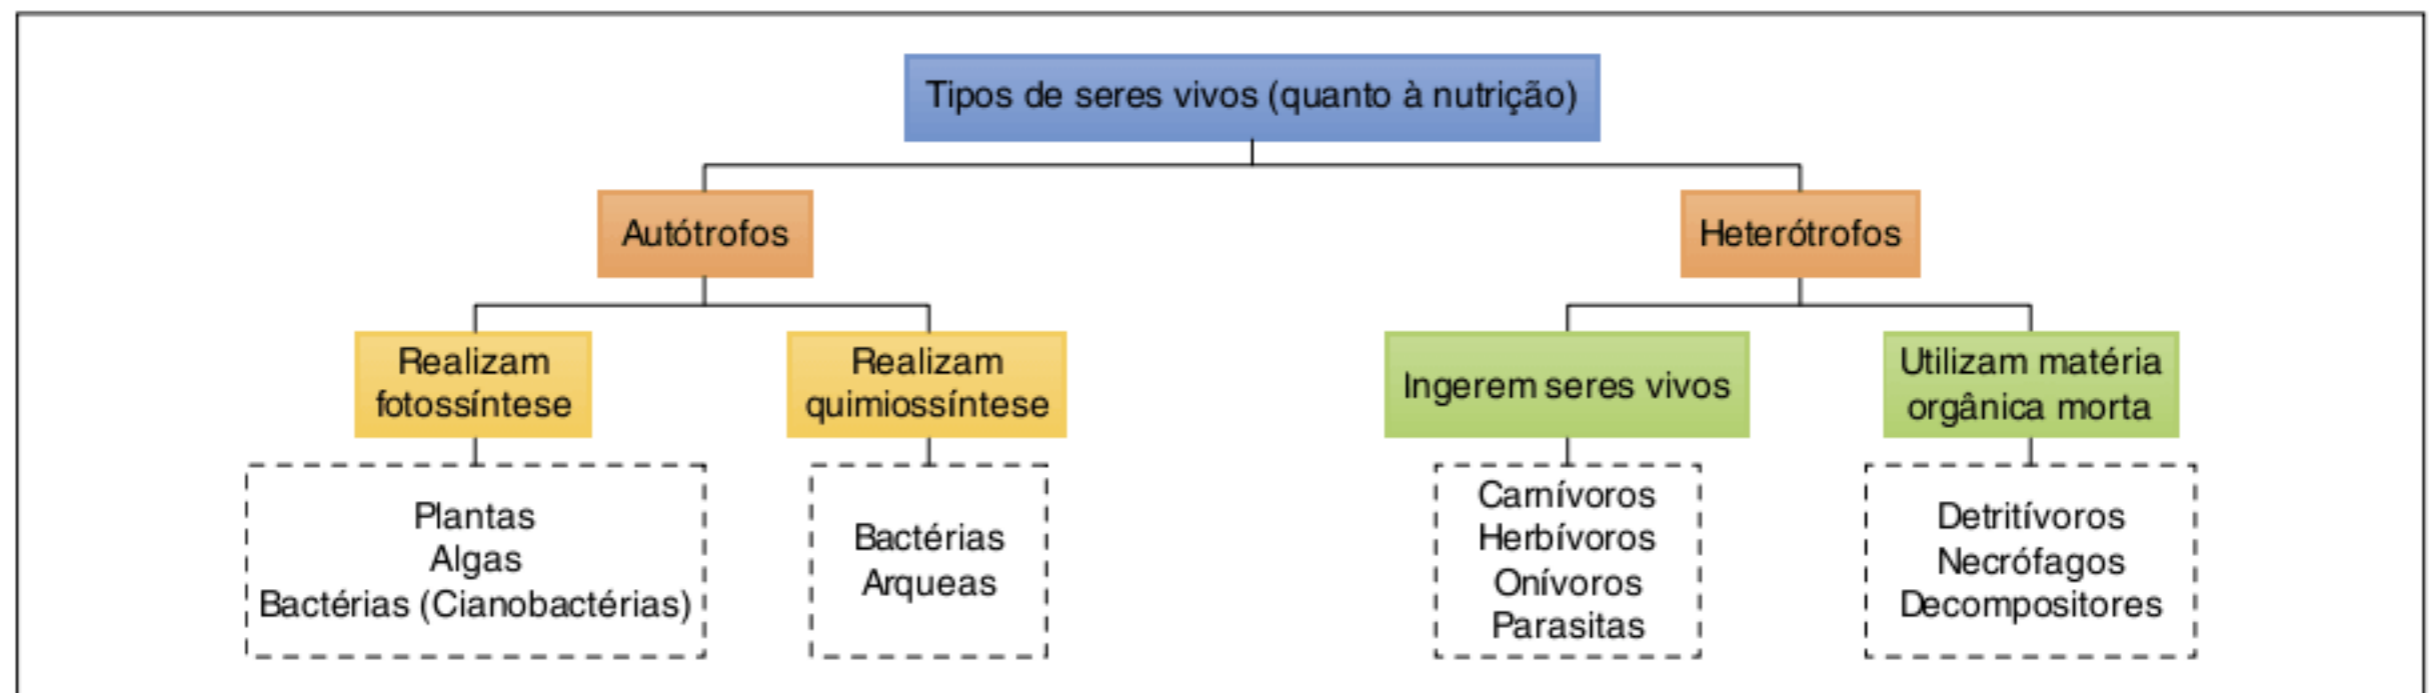 Tipos de seres vivos (quanto à nutrição)
Autótrofos
Heterótrofos
Realizam
fotossíntese
Realizam
quimiossíntese
Ingerem seres vivos
Utilizam matéria
orgânica morta
Plantas
Algas
Bactérias (Cianobactérias)
Bactérias
Arqueas
Carnívoros
Herbívoros
Onívoros
Parasitas
Detritívoros
Necrófagos
Decompositores